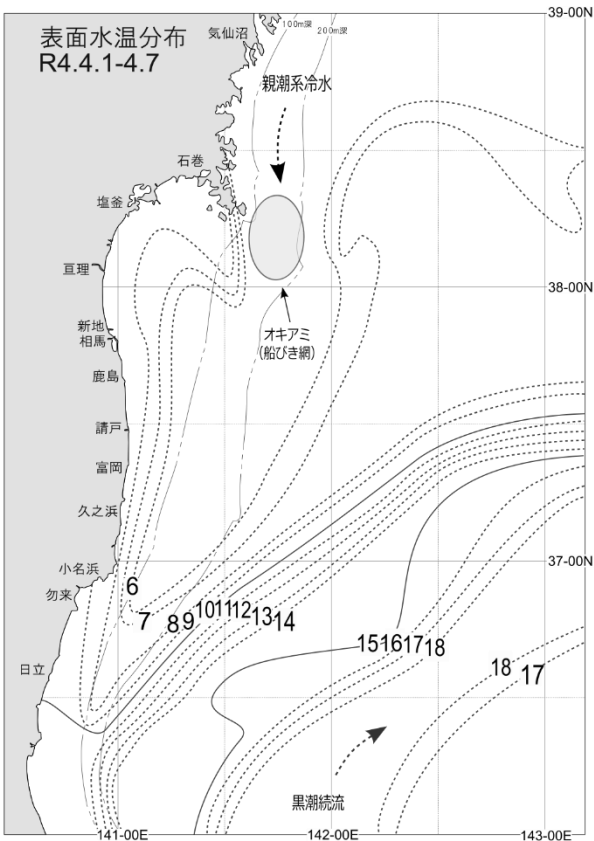 表面水温分布
R4.4.1-4.7
気仙沼
100m深
200m深
39-00N
親潮系冷水
石巻
塩釜
亘理
38-00N
オキアミ
(船びき網)
新地
相馬
鹿島
請戸
富岡
久之浜
37-00N
小名浜
勿来
6
7
8
9
10
11
12
13
14
15
16
17
18
18
17
日立
黒潮続流
141-00E
142-00E
143-00E